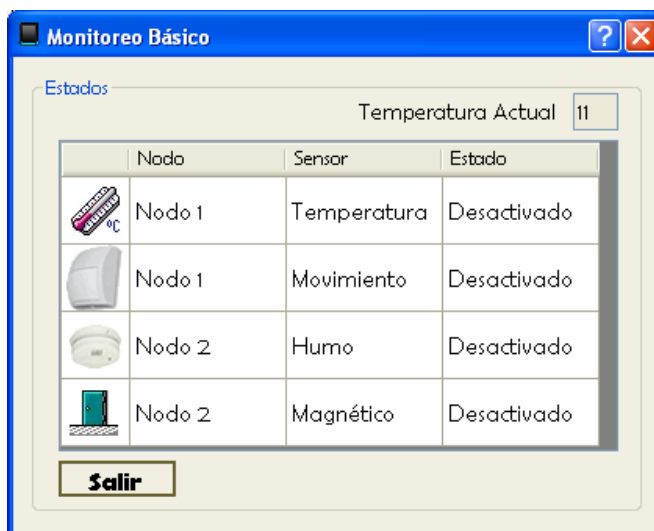 Monitoreo Básico
Estados
Temperatura Actual 11
Nodo Sensor Estado
°C
Nodo 1 Temperatura Desactivado
Nodo 1 Movimiento Desactivado
Nodo 2 Humo Desactivado
Nodo 2 Magnético Desactivado
Salir